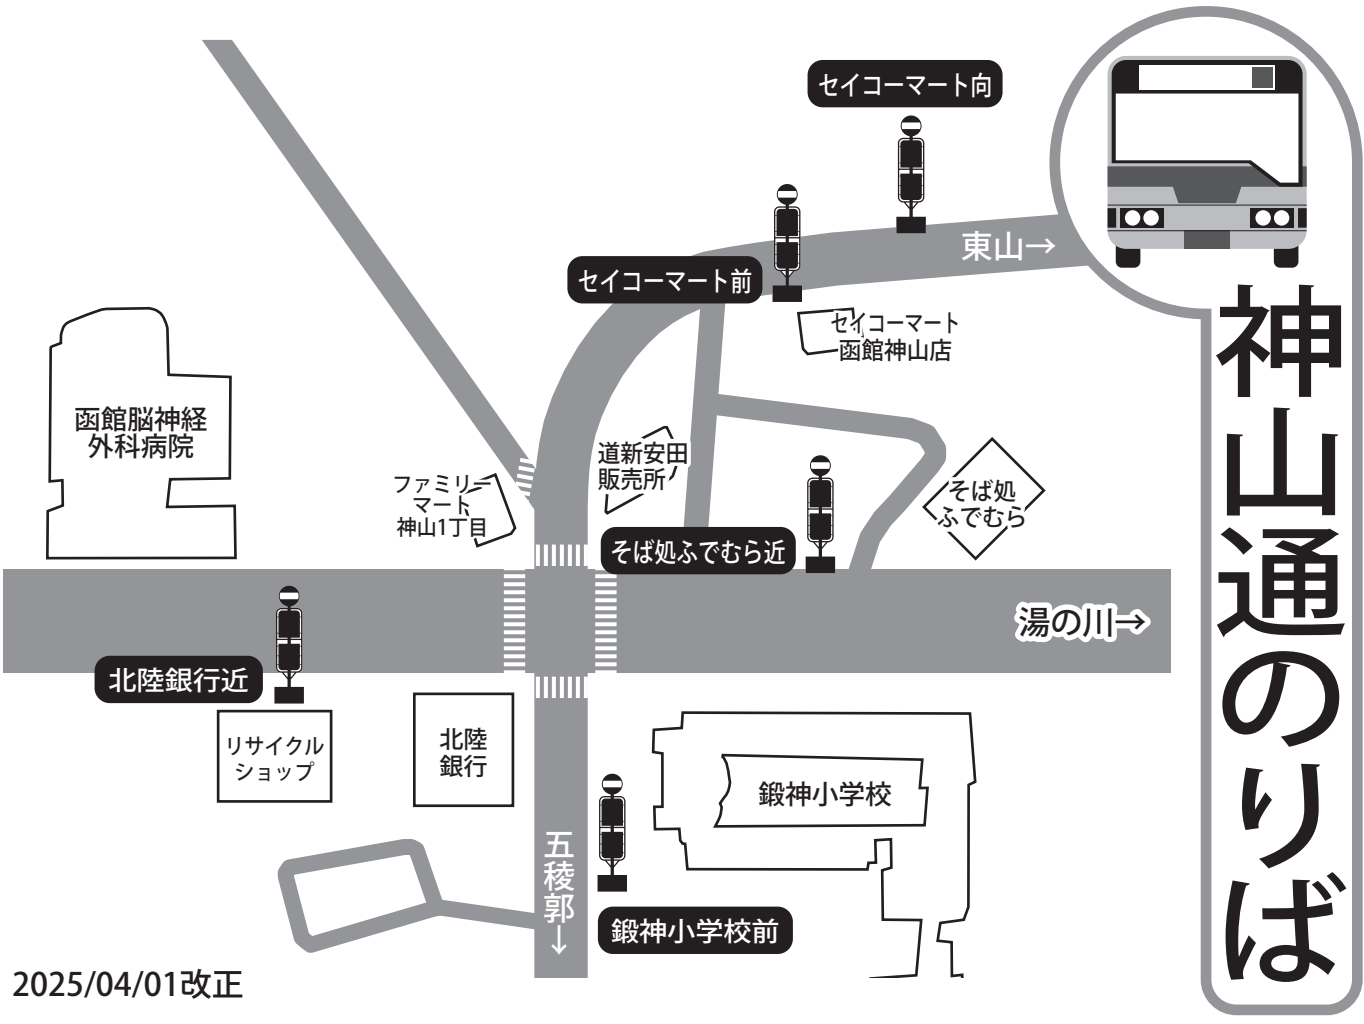 神山通のりば
セイコーマート向
東山→
セイコーマート前
セイコーマート
函館神山店
函館脳神経
外科病院
道新安田
販売所
ファミリー
マート
神山1丁目
そば処
ふでむら
そば処ふでむら近
湯の川→
北陸銀行近
リサイクル
ショップ
北陸
銀行
鍛神小学校
五稜郭→
鍛神小学校前
2025/04/01改正